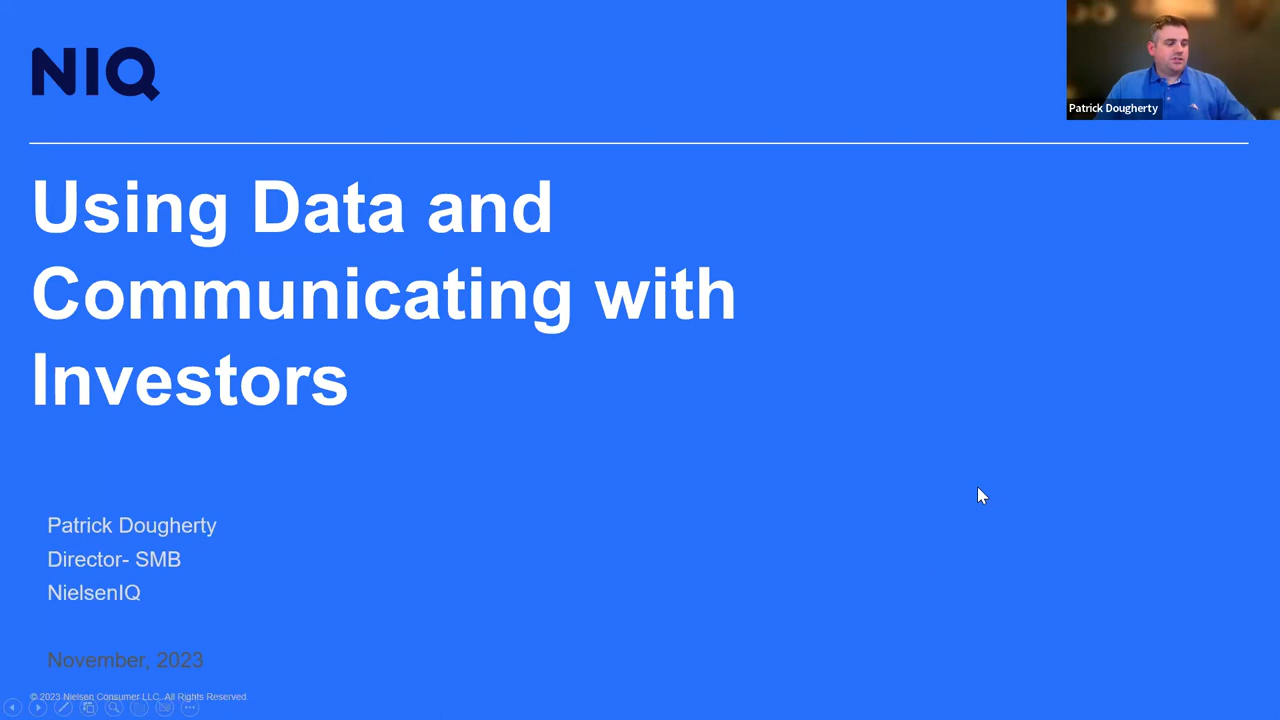 NIQ
Patrick Dougherty
Using Data and
Communicating with
Investors
Patrick Dougherty
Director- SMB
NielsenIQ
November, 2023
© 2023 Nielsen Consumer LLC. All Rights Reserved.